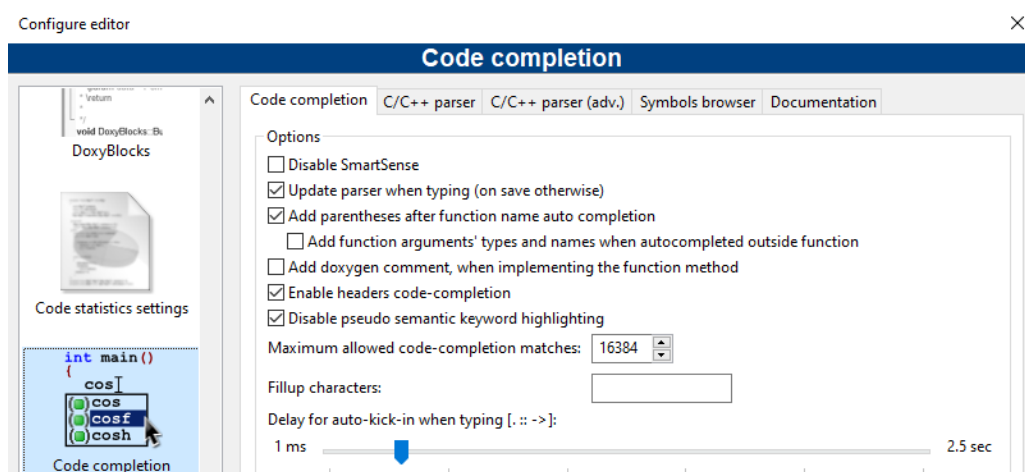 Configure editor
Code completion
\return
*/
void DoxyBlocks::Bu
DoxyBlocks
Code statistics settings
int main()
{
cos
cos
cosf
cosh
Code completion
Code completion C/C++ parser C/C++ parser (adv.) Symbols browser Documentation
Options
Disable SmartSense
Update parser when typing (on save otherwise)
Add parentheses after function name auto completion
Add function arguments' types and names when autocompleted outside function
Add doxygen comment, when implementing the function method
Enable headers code-completion
Disable pseudo semantic keyword highlighting
Maximum allowed code-completion matches: 16384
Fillup characters:
Delay for auto-kick-in when typing [. :: ->]:
1 ms 2.5 sec